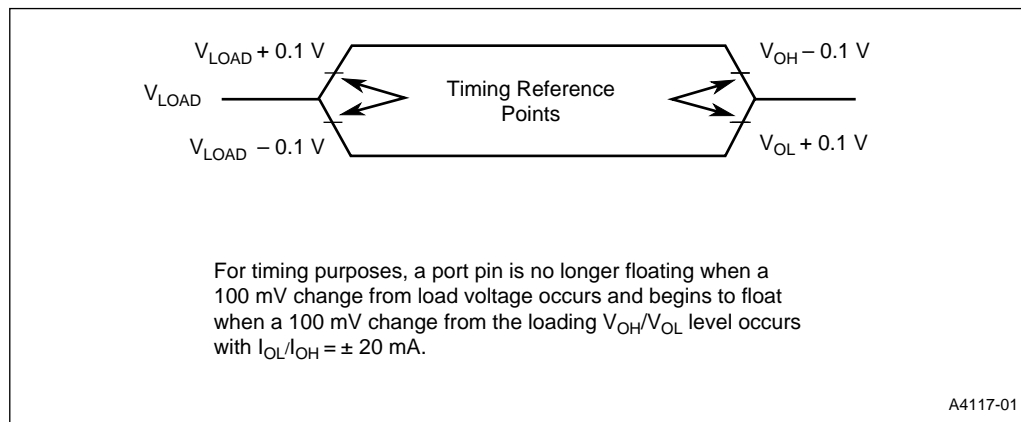 V_LOAD + 0.1 V
V_OH – 0.1 V
V_LOAD
Timing Reference
Points
V_LOAD – 0.1 V
V_OL + 0.1 V
For timing purposes, a port pin is no longer floating when a
100 mV change from load voltage occurs and begins to float
when a 100 mV change from the loading V_OH/V_OL level occurs
with I_OL/I_OH = ± 20 mA.
A4117-01